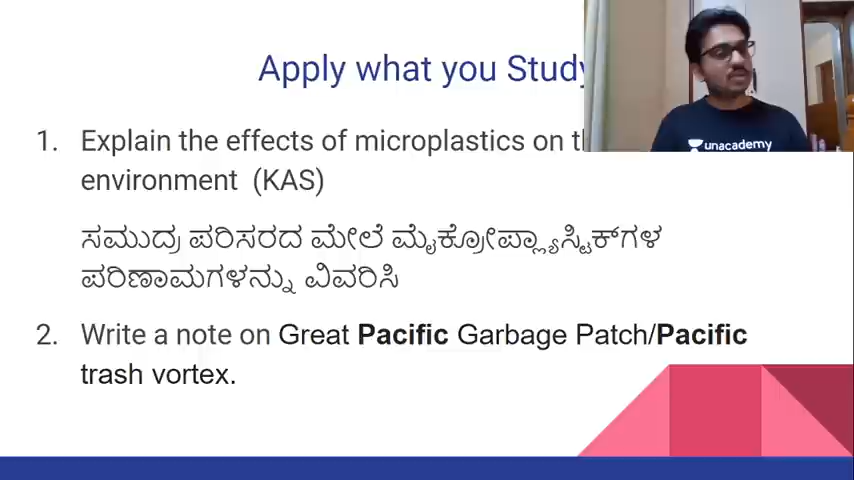 Apply what you Study
1. Explain the effects of microplastics on
environment (KAS)
ಸಮುದ್ರ ಪರಿಸರದ ಮೇಲೆ ಮೈಕ್ರೋಪ್ಲ್ಯಾಸ್ಟಿಕ್‌ಗಳ
ಪರಿಣಾಮಗಳನ್ನು ವಿವರಿಸಿ
2. Write a note on Great Pacific Garbage Patch/Pacific
trash vortex.
unacademy